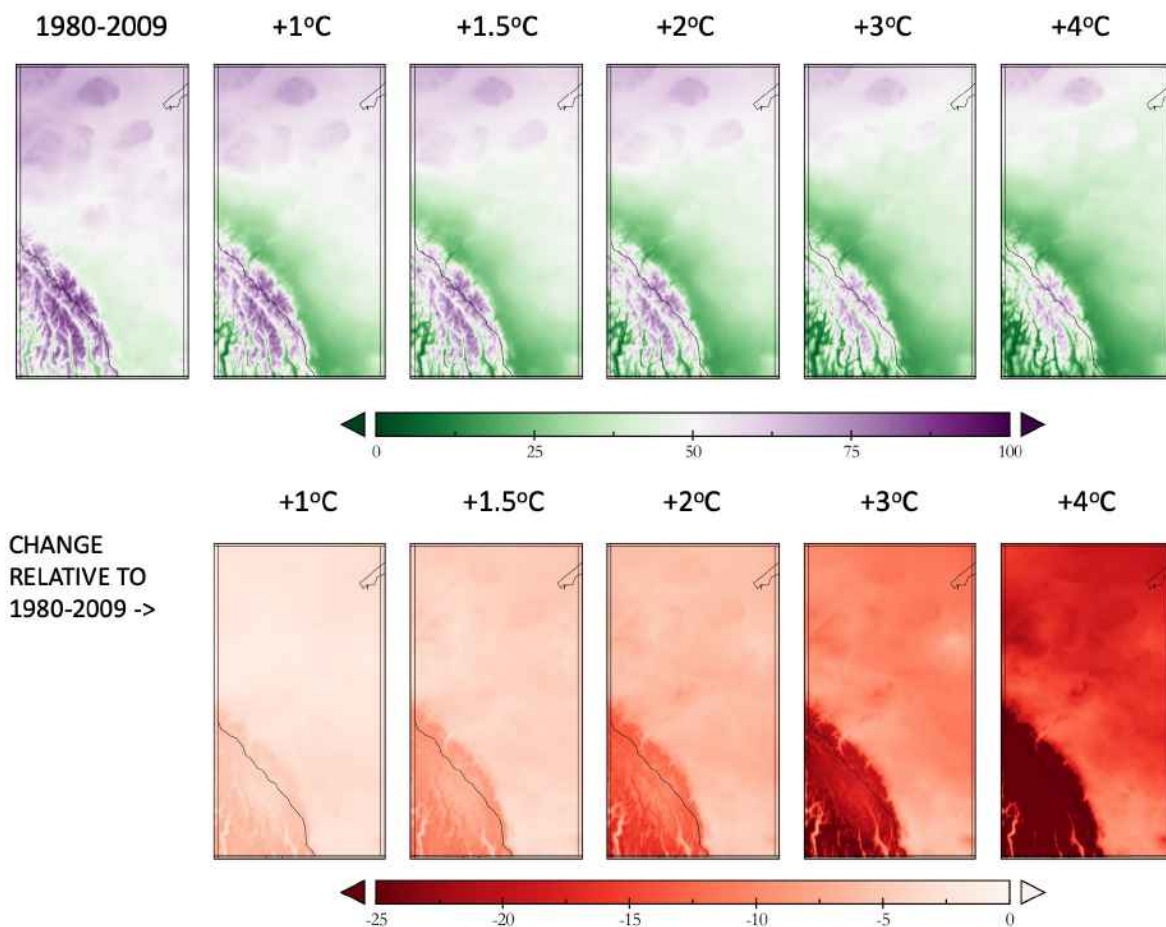 1980-2009 +1°C +1.5°C +2°C +3°C +4°C
0 25 50 75 100
+1°C +1.5°C +2°C +3°C +4°C
CHANGE
RELATIVE TO
1980-2009 ->
-25 -20 -15 -10 -5 0